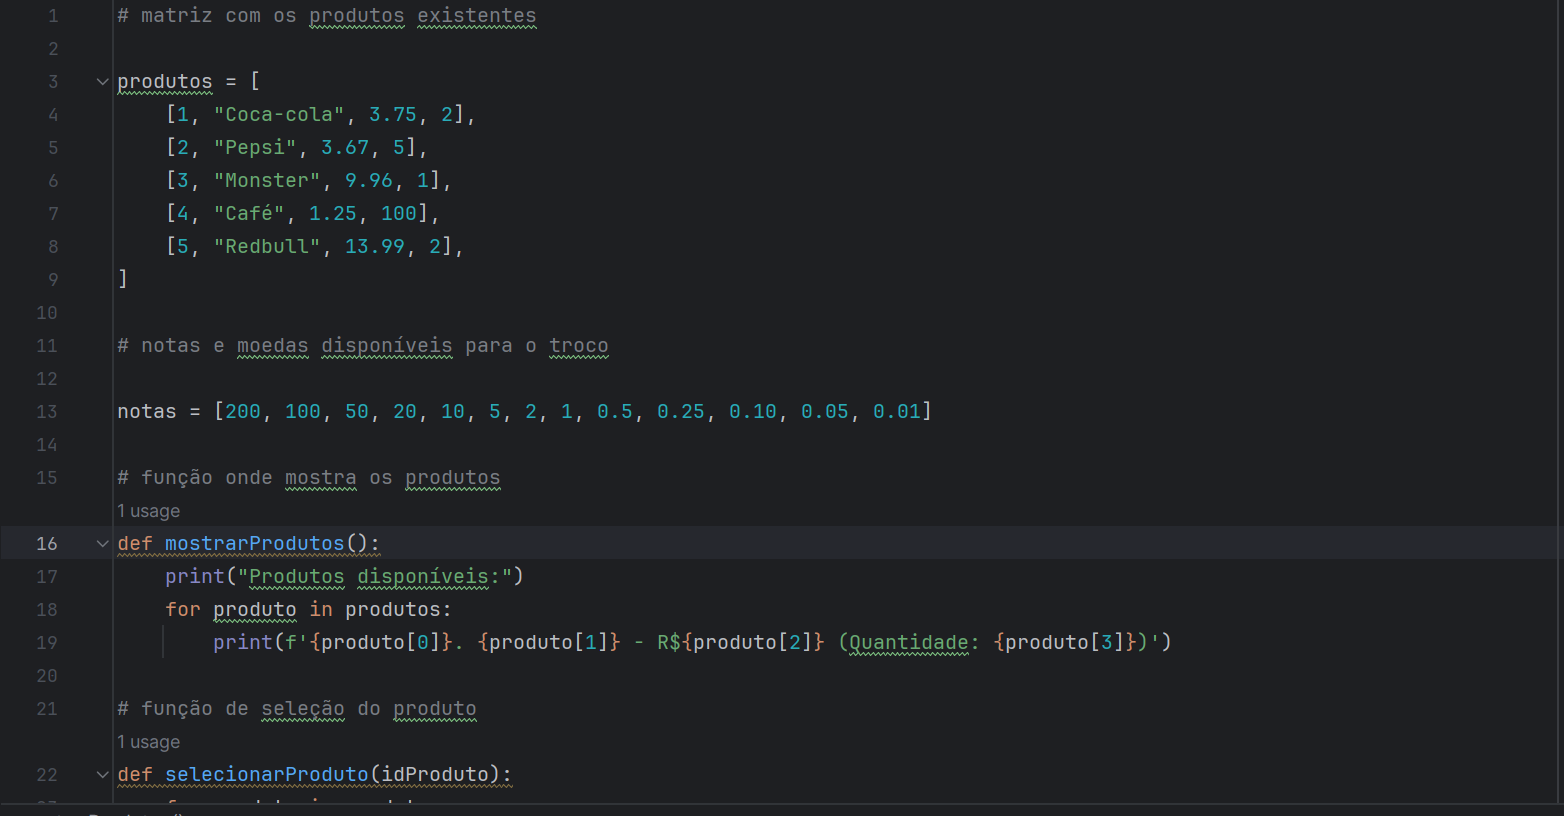 1 # matriz com os produtos existentes
2
3 produtos = [
4     [1, "Coca-cola", 3.75, 2],
5     [2, "Pepsi", 3.67, 5],
6     [3, "Monster", 9.96, 1],
7     [4, "Café", 1.25, 100],
8     [5, "Redbull", 13.99, 2],
9 ]
10
11 # notas e moedas disponíveis para o troco
12
13 notas = [200, 100, 50, 20, 10, 5, 2, 1, 0.5, 0.25, 0.10, 0.05, 0.01]
14
15 # função onde mostra os produtos
1 usage
16 def mostrarProdutos():
17     print("Produtos disponíveis:")
18     for produto in produtos:
19         print(f'{produto[0]}. {produto[1]} - R${produto[2]} (Quantidade: {produto[3]})')
20
21 # função de seleção do produto
1 usage
22 def selecionarProduto(idProduto):